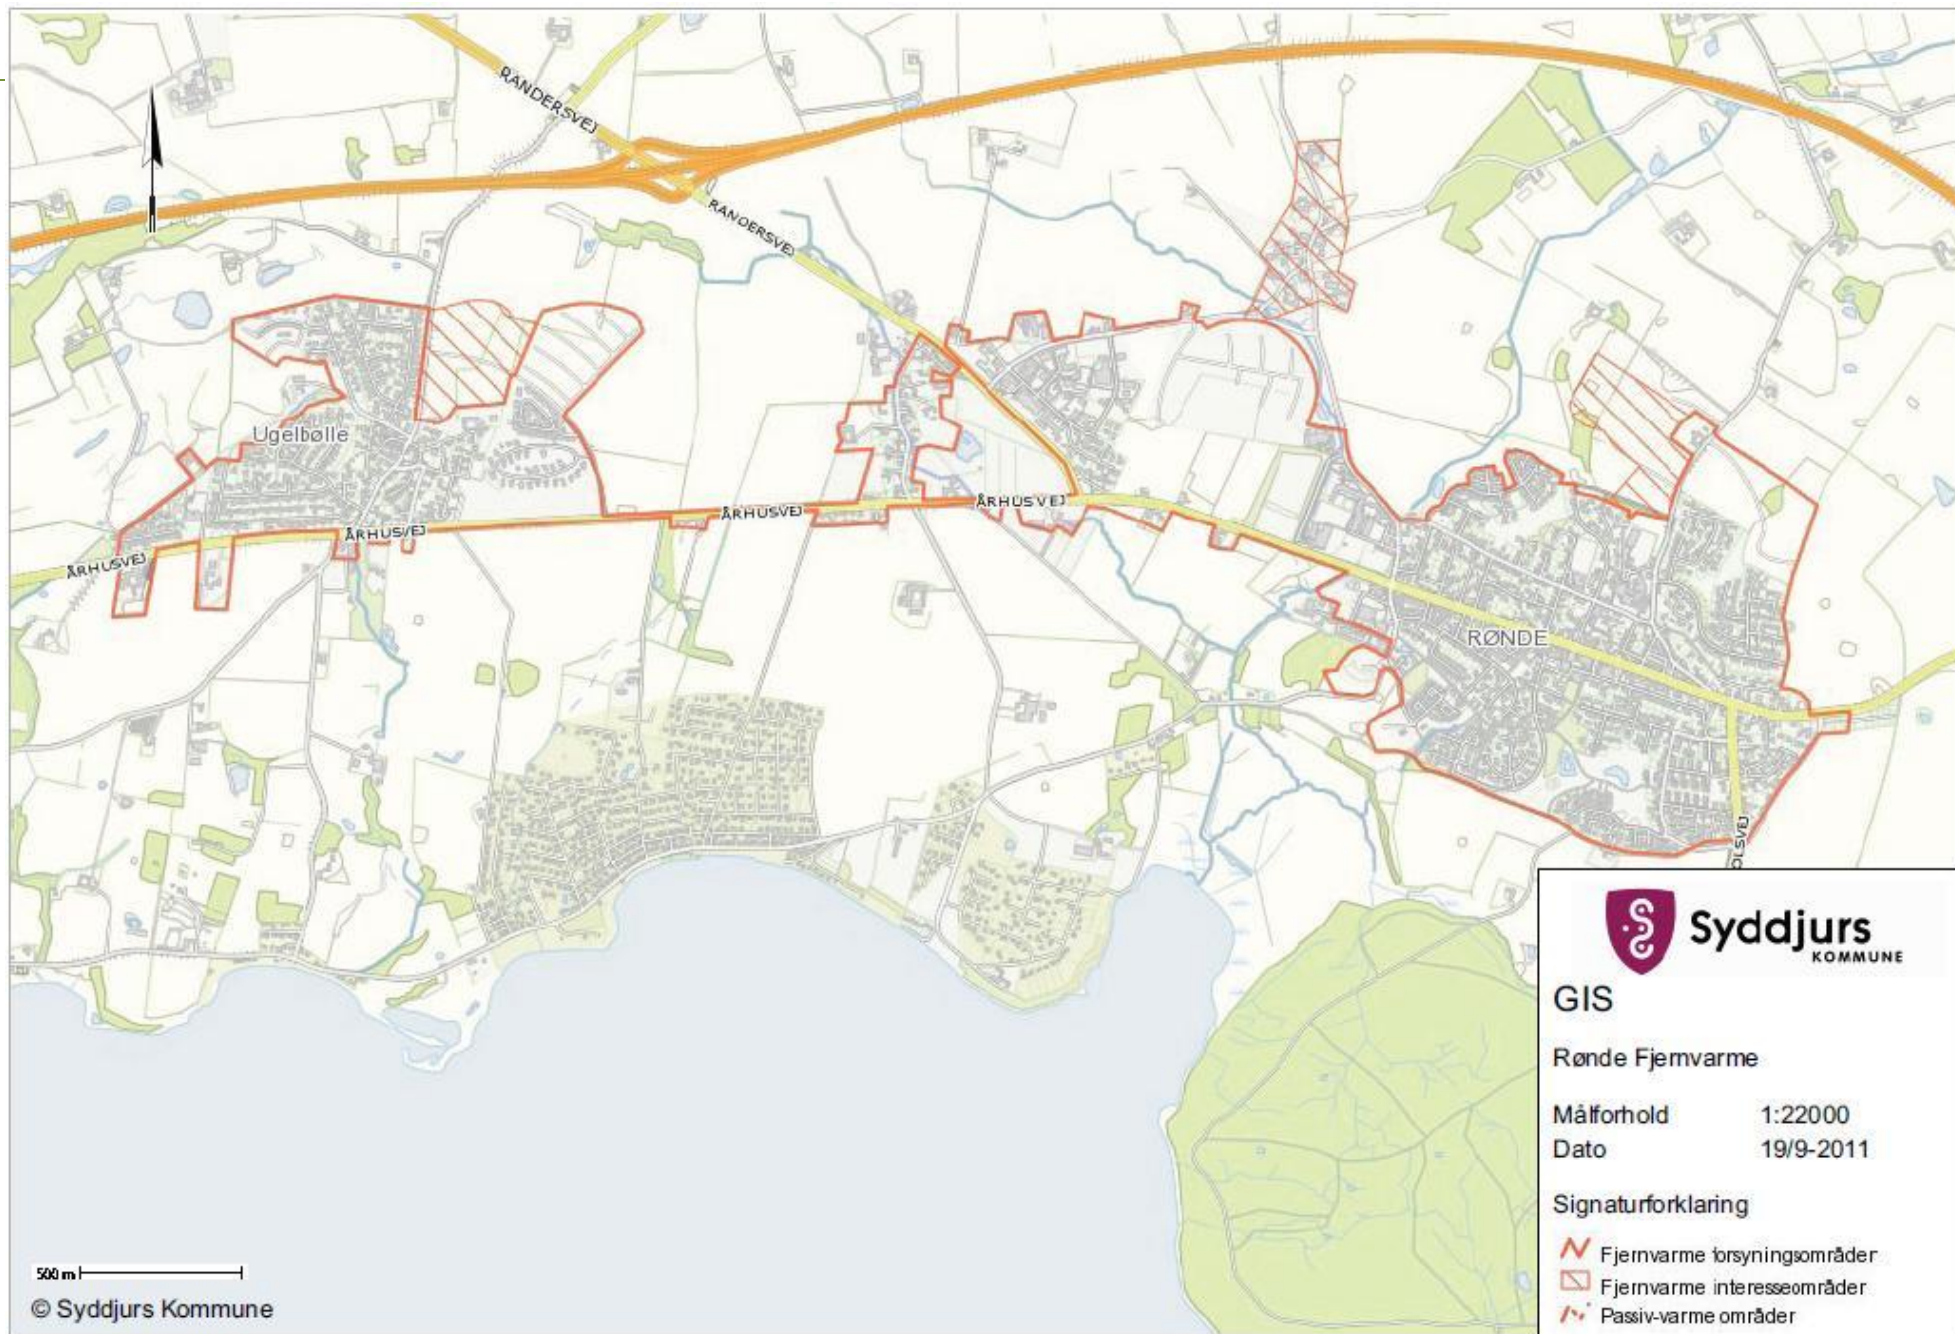 RANDERSVEJ
RANDERSVEJ
Ugelbølle
ÅRHUSVEJ
ÅRHUSVEJ
ÅRHUSVEJ
ÅRHUSVEJ
RØNDE
OLSVEJ
Syddjurs
KOMMUNE
GIS
Rønde Fjernvarme
Målforhold 1:22000
Dato 19/9-2011
Signaturforklaring
Fjernvarme forsyningsområder
Fjernvarme interesseområder
Passiv-varme områder
500 m
© Syddjurs Kommune